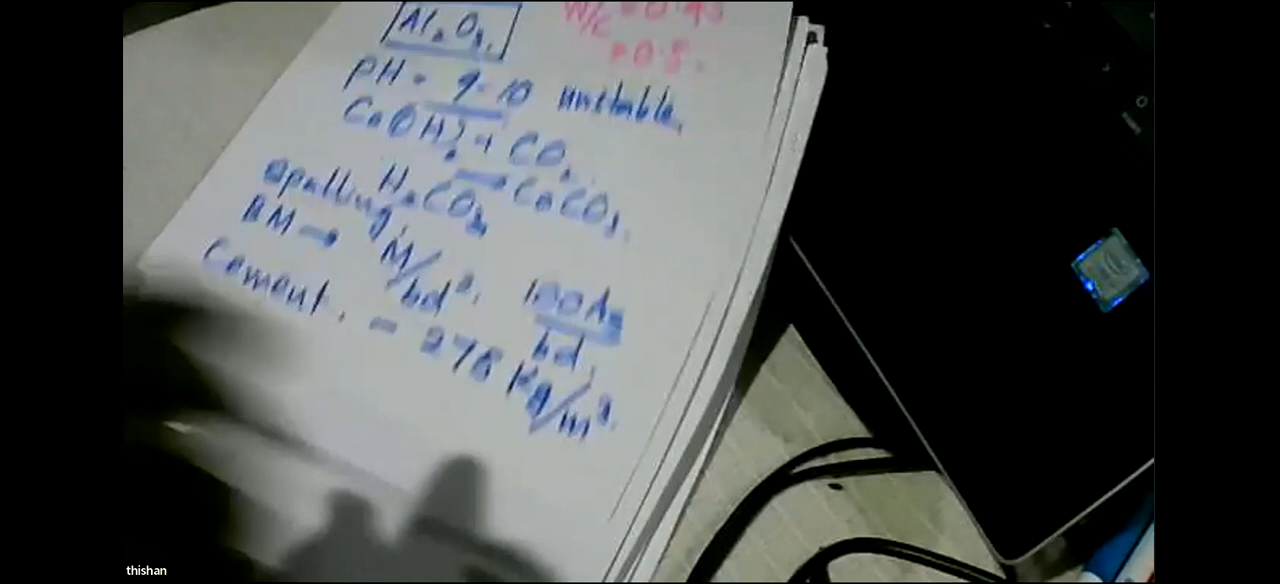 Al₂O₃.
W/c = 0.45
= 0.5.
PH = 9-10 unstable.
Ca(OH)₂ + CO₂
H₂CO₃ → CaCO₃.
spalling.
BM → M/bd². 100As
bd,
Cement. = 275 Kg/m³.
thishan